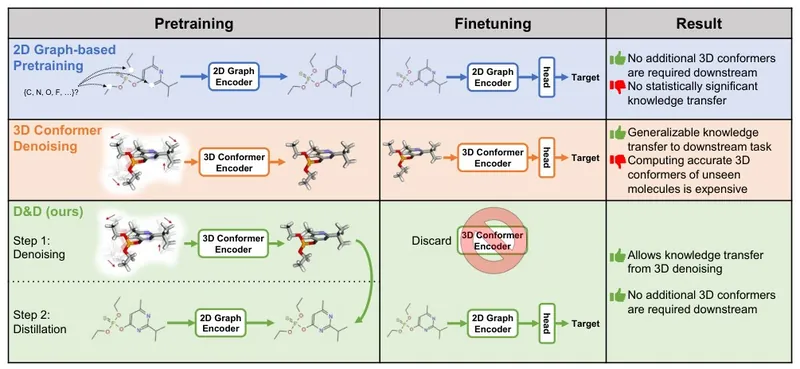 Pretraining
Finetuning
Result
2D Graph-based
Pretraining
{C, N, O, F, …}?
2D Graph
Encoder
2D Graph
Encoder
head
Target
No additional 3D conformers
are required downstream
No statistically significant
knowledge transfer
3D Conformer
Denoising
3D Conformer
Encoder
3D Conformer
Encoder
head
Target
Generalizable knowledge
transfer to downstream task
Computing accurate 3D
conformers of unseen
molecules is expensive
D&D (ours)
Step 1:
Denoising
3D Conformer
Encoder
Discard
3D Conformer
Encoder
Allows knowledge transfer
from 3D denoising
No additional 3D conformers
are required downstream
Step 2:
Distillation
2D Graph
Encoder
2D Graph
Encoder
head
Target